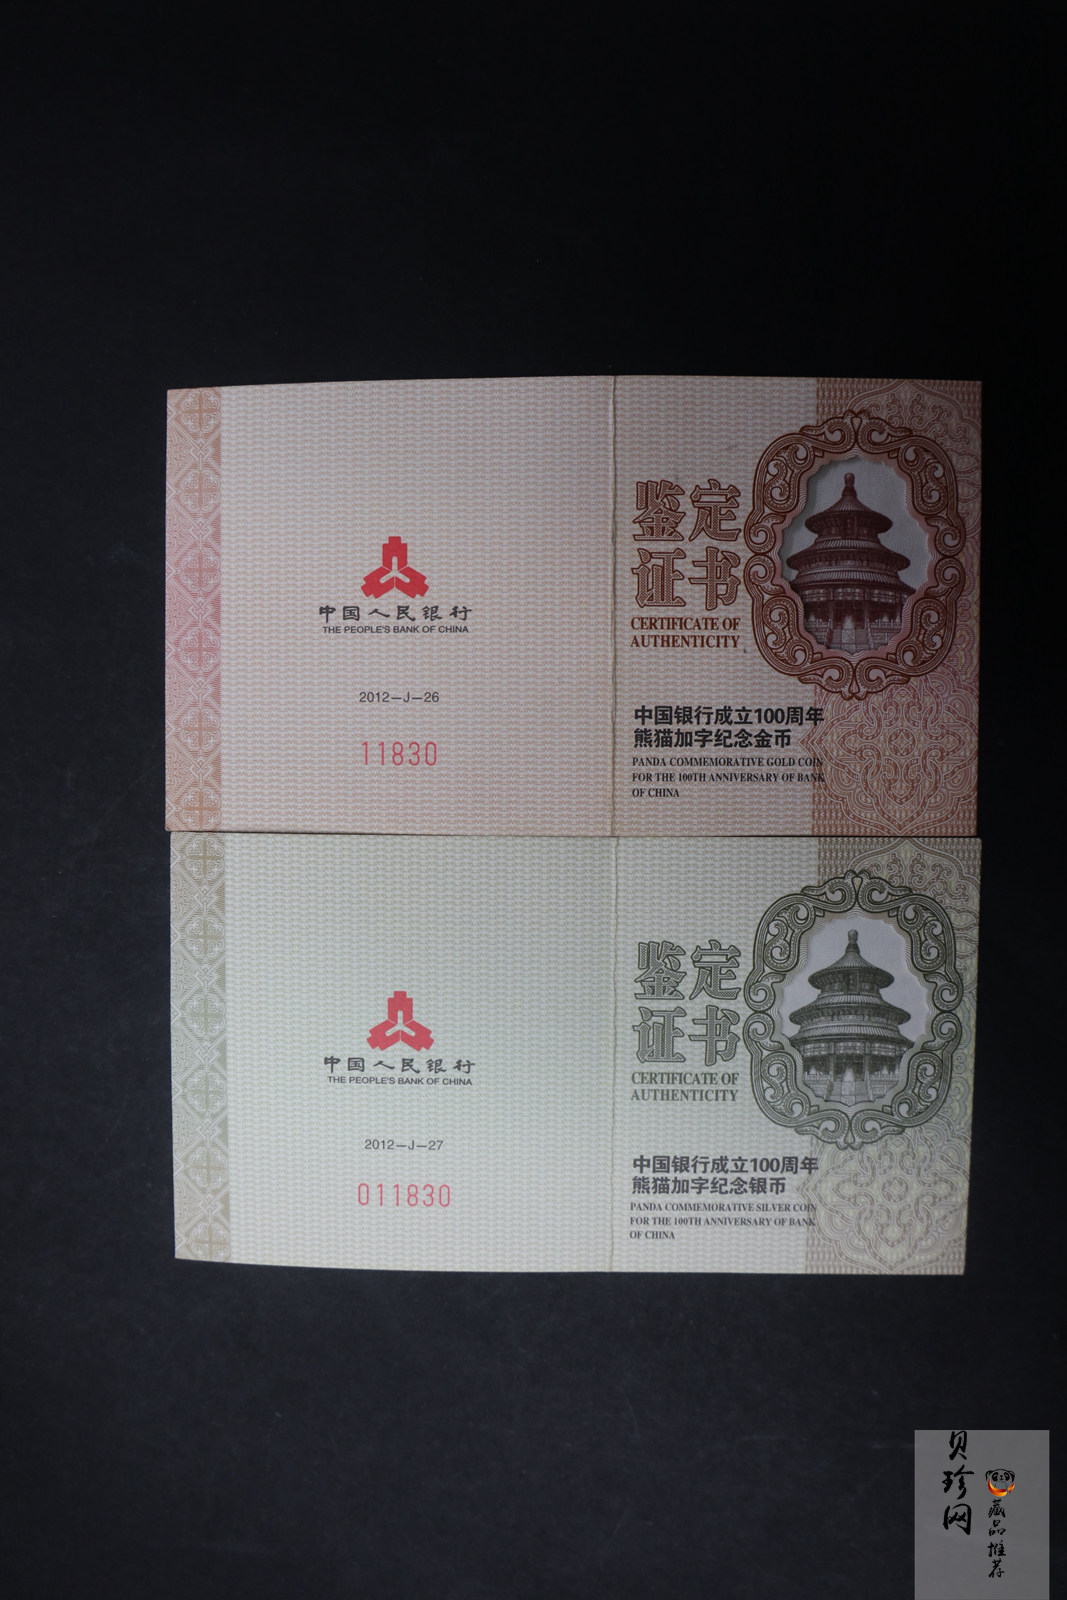 中国人民银行
THE PEOPLE'S BANK OF CHINA
2012—J—26
11830
鉴定
证书
CERTIFICATE OF
AUTHENTICITY
中国银行成立100周年
熊猫加字纪念金币
PANDA COMMEMORATIVE GOLD COIN
FOR THE 100TH ANNIVERSARY OF BANK
OF CHINA
中国人民银行
THE PEOPLE'S BANK OF CHINA
2012—J—27
011830
鉴定
证书
CERTIFICATE OF
AUTHENTICITY
中国银行成立100周年
熊猫加字纪念银币
PANDA COMMEMORATIVE SILVER COIN
FOR THE 100TH ANNIVERSARY OF BANK
OF CHINA
贝珍网
藏品推荐